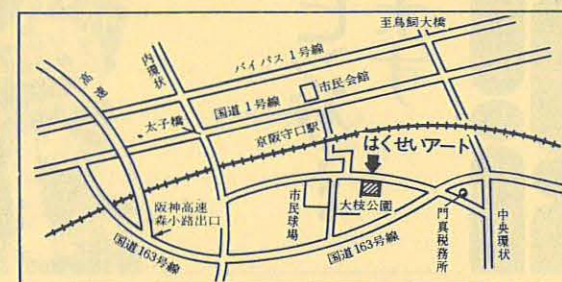 至鳥飼大橋
内環状
高速
バイパス1号線
市民会館
国道1号線
太子橋
京阪守口駅
はくせいアート
阪神高速
森小路出口
市民球場
大枝公園
門真税務所
中央環状
国道163号線
国道163号線